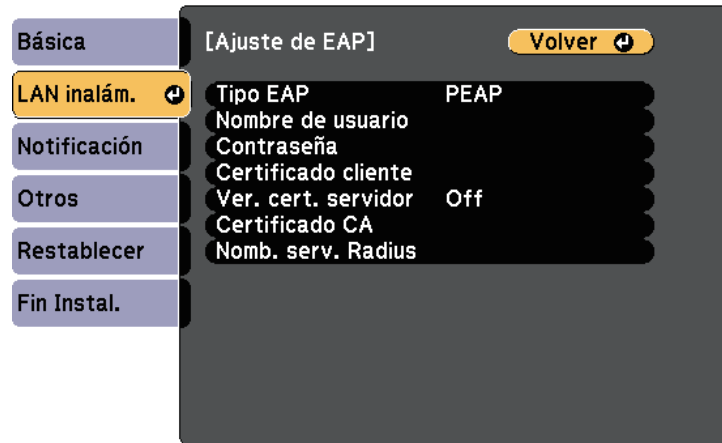 Básica
LAN inalám.
Notificación
Otros
Restablecer
Fin Instal.
[Ajuste de EAP]
Volver
Tipo EAP PEAP
Nombre de usuario
Contraseña
Certificado cliente
Ver. cert. servidor Off
Certificado CA
Nomb. serv. Radius